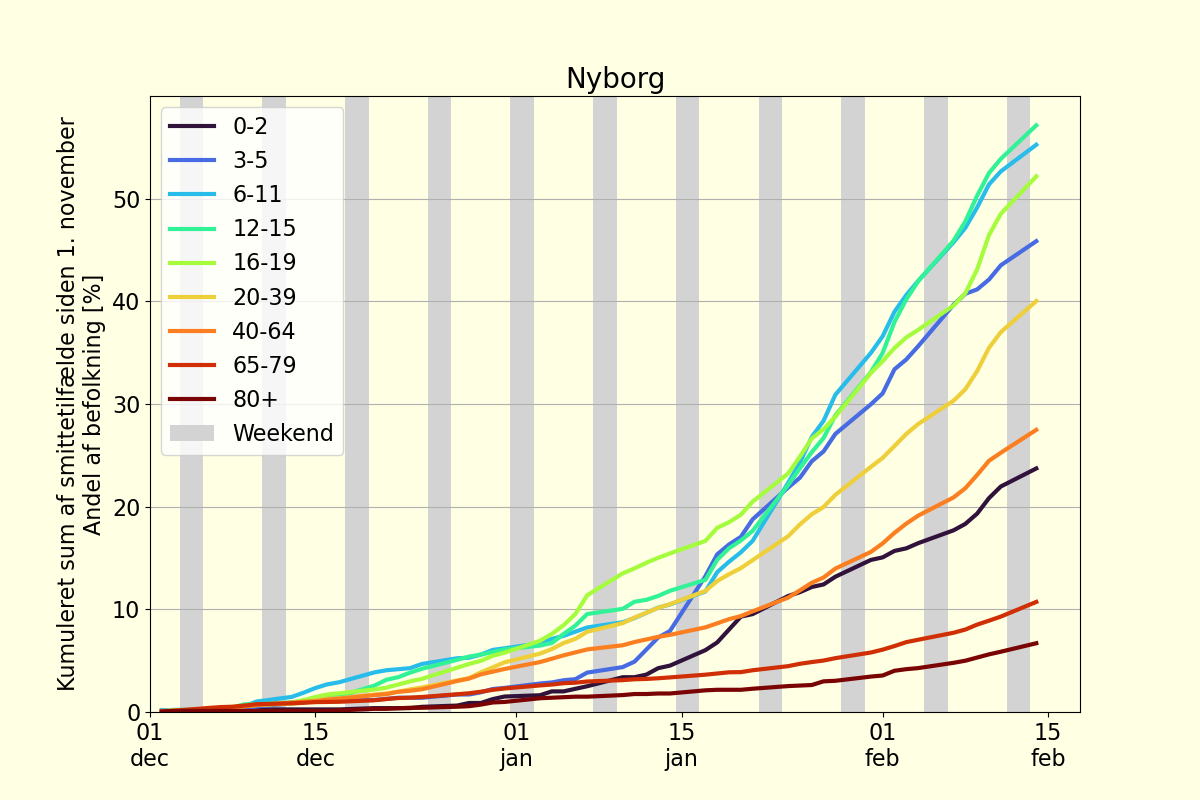 Nyborg
Kumuleret sum af smittetilfælde siden 1. november
Andel af befolkning [%]
0-2
3-5
6-11
12-15
16-19
20-39
40-64
65-79
80+
Weekend
50
40
30
20
10
0
01 15 01 15 01 15
dec dec jan jan feb feb